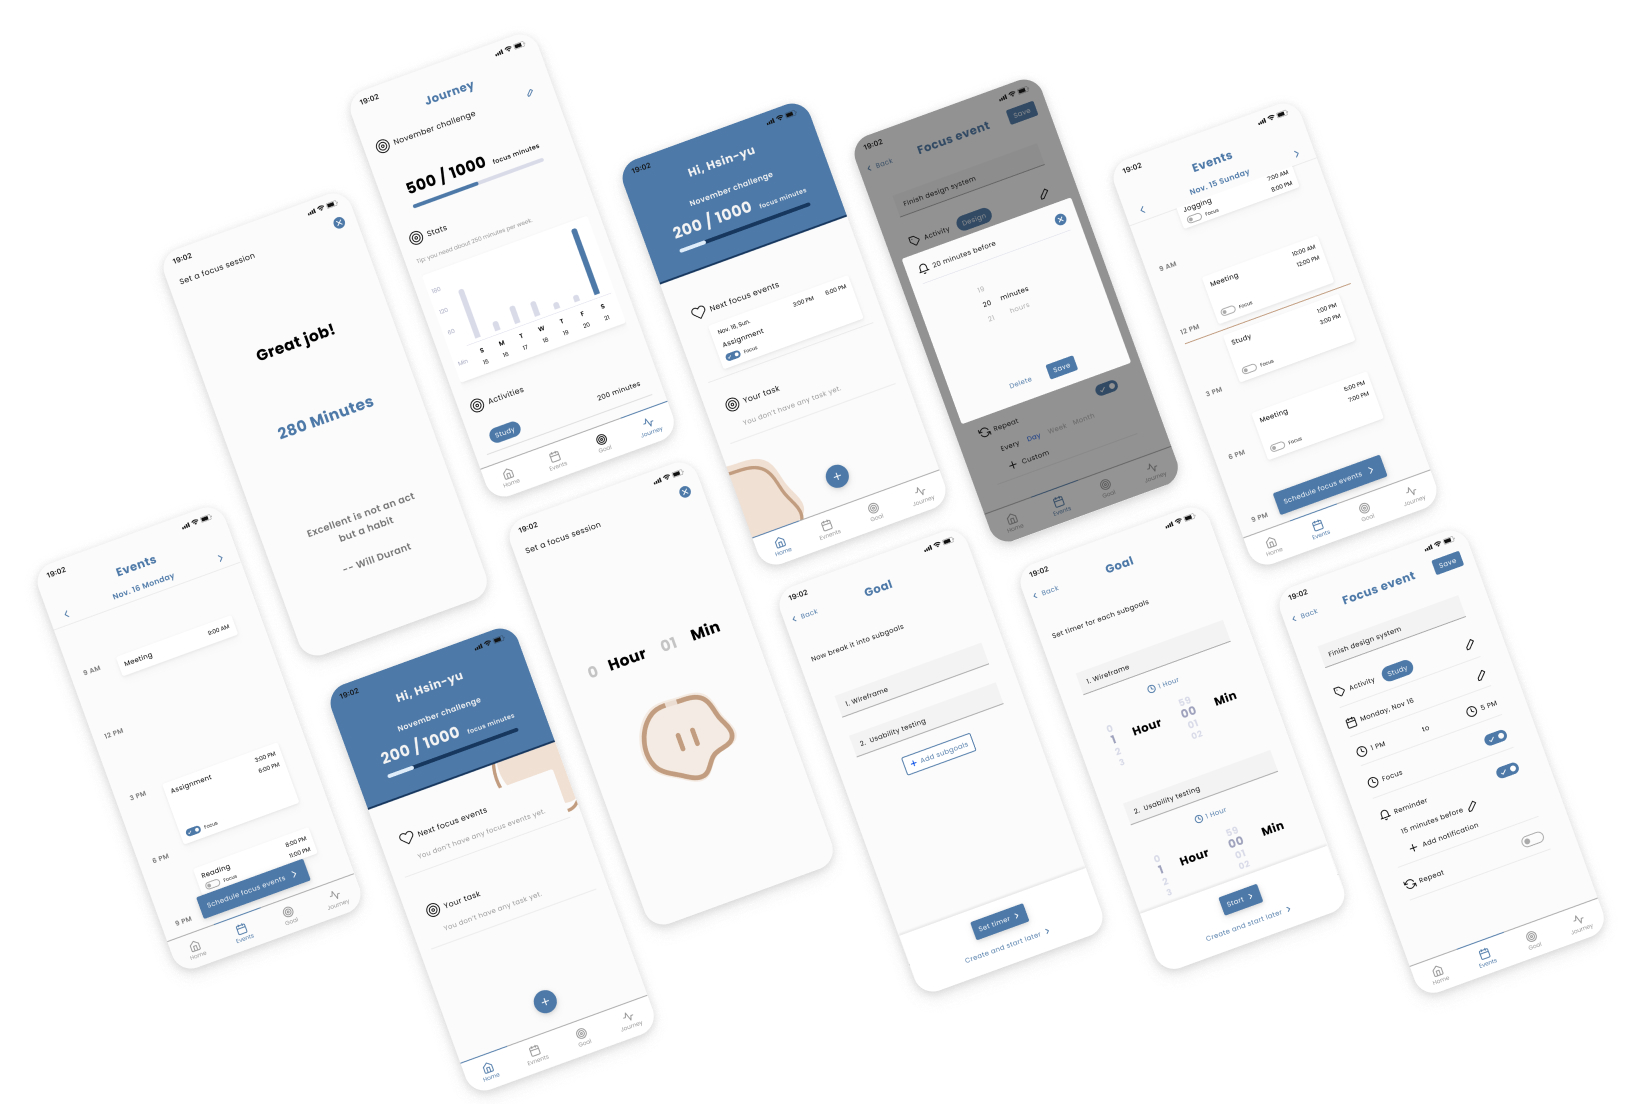 19:02
Journey
November challenge
500 / 1000 focus minutes
Stats
Tip: you need about 250 minutes per week.
180
120
60
Min
S M T W T F S
15 16 17 18 19 20 21
Activities
200 minutes
Study
Home Events Goal Journey
19:02
Set a focus session
Great job!
280 Minutes
Excellent is not an act
but a habit
-- Will Durant
19:02
Events
Nov. 16 Monday
9 AM
12 PM
3 PM
6 PM
9 PM
9:00 AM
Meeting
3:00 PM
Assignment
6:00 PM
Focus
8:00 PM
Reading
11:00 PM
Focus
Schedule focus events
Home Events Goal Journey
19:02
Hi, Hsin-yu
November challenge
200 / 1000 focus minutes
Next focus events
You don't have any focus events yet.
Your task
You don't have any task yet.
Home Evnents Goal Journey
19:02
Set a focus session
0 Hour 01 Min
19:02
Hi, Hsin-yu
November challenge
200 / 1000 focus minutes
Next focus events
Nov. 16, Sun. 3:00 PM 6:00 PM
Assignment
Focus
Your task
You don't have any task yet.
Home Evnents Goal Journey
19:02
Back
Focus event
Save
Finish design system
Activity Design
20 minutes before
19
20 minutes
21 hours
Delete Save
Repeat
Every Day Week Month
Custom
Home Events Goal Journey
19:02
Events
Nov. 15 Sunday
7:00 AM
Jogging
8:00 PM
Focus
9 AM
12 PM
3 PM
6 PM
9 PM
10:00 AM
Meeting
12:00 PM
Focus
1:00 PM
Study
3:00 PM
Focus
5:00 PM
Meeting
7:00 PM
Focus
Schedule focus events
Home Events Goal Journey
19:02
Back
Goal
Now break it into subgoals
1. Wireframe
2. Usability testing
Add subgoals
Set timer
Create and start later
19:02
Back
Goal
Set timer for each subgoals
1. Wireframe
1 Hour
0
1 Hour
2
3
59
00 Min
01
02
2. Usability testing
1 Hour
0
1 Hour
2
3
59
00 Min
01
02
Start
Create and start later
19:02
Back
Focus event
Save
Finish design system
Activity Study
Monday, Nov 16
1 PM to 5 PM
Focus
Reminder
15 minutes before
Add notification
Repeat
Home Events Goal Journey